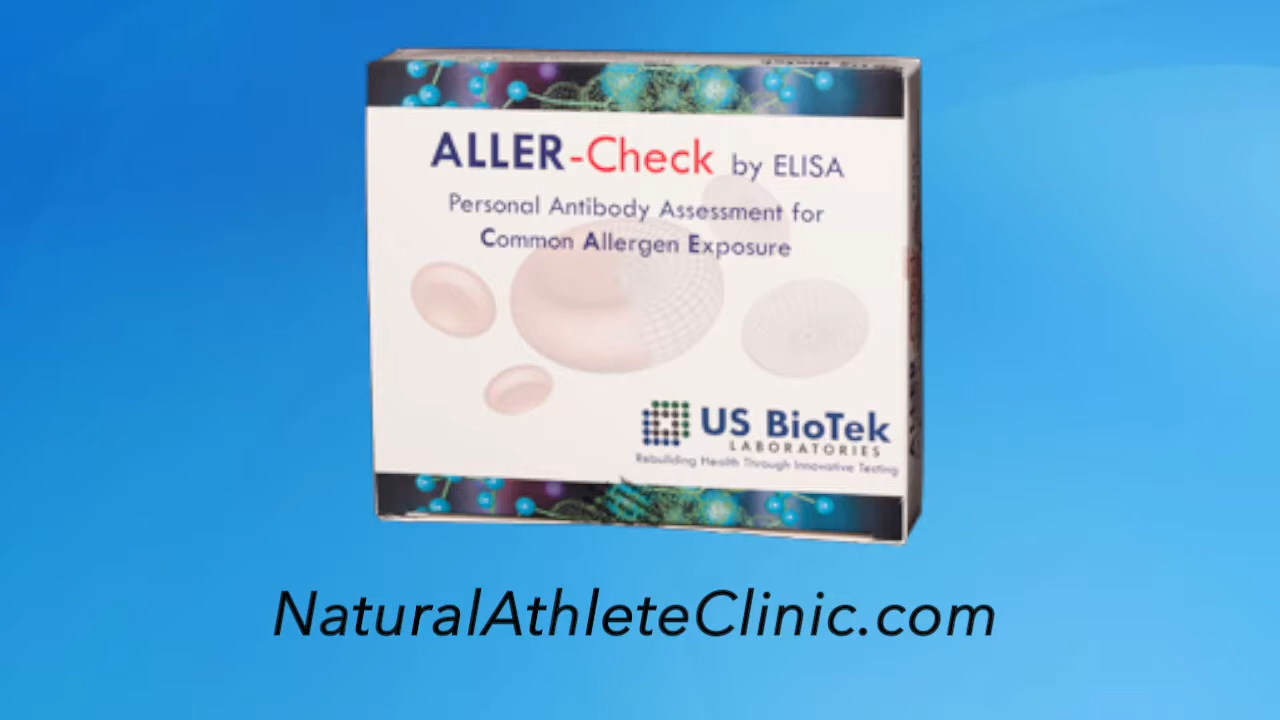 ALLER-Check by ELISA
Personal Antibody Assessment for
Common Allergen Exposure
US BioTek
LABORATORIES
Rebuilding Health Through Innovative Testing
NaturalAthleteClinic.com